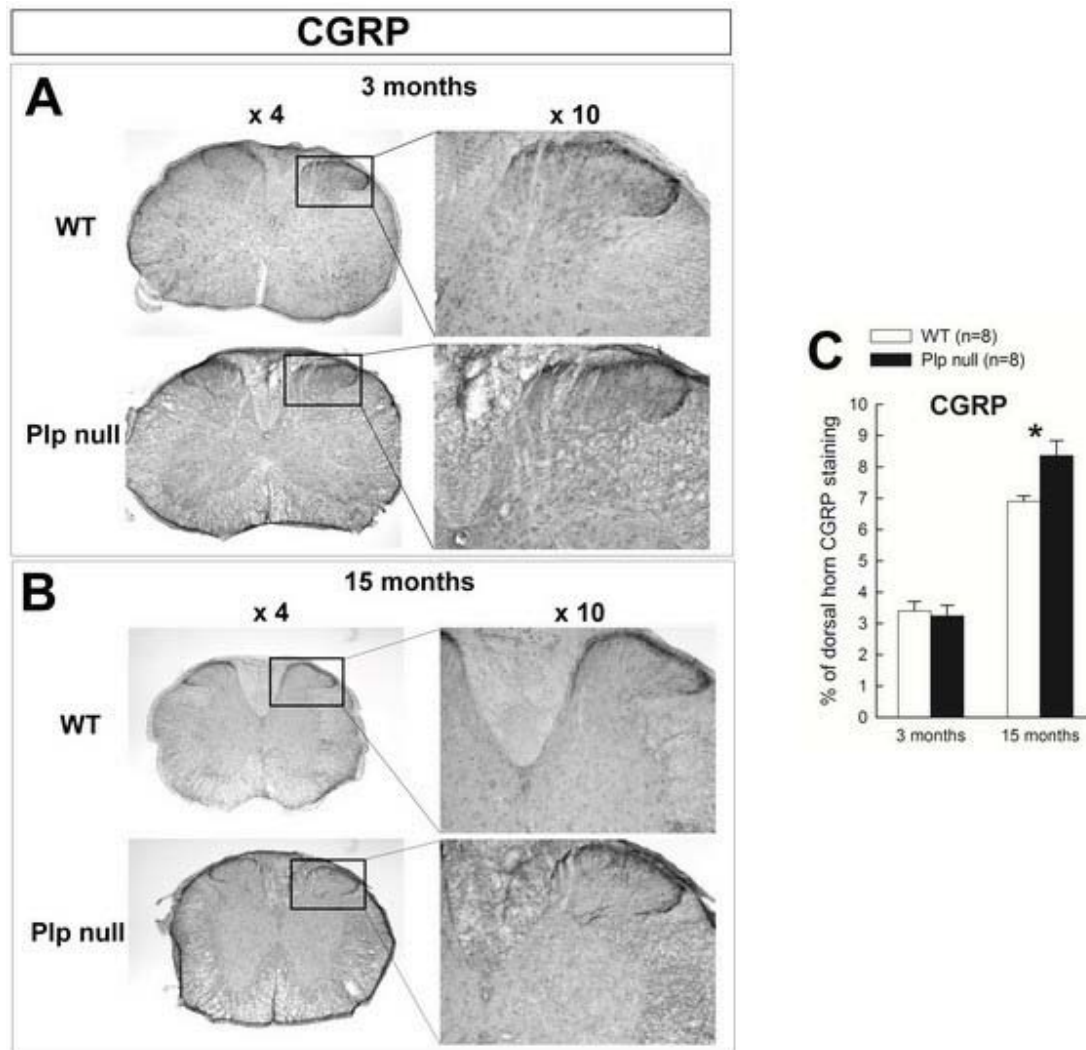 CGRP
A
3 months
x 4
x 10
WT
Plp null
B
15 months
x 4
x 10
WT
Plp null
C
WT (n=8)
Plp null (n=8)
CGRP
*
% of dorsal horn CGRP staining
10
9
8
7
6
5
4
3
2
1
0
3 months
15 months